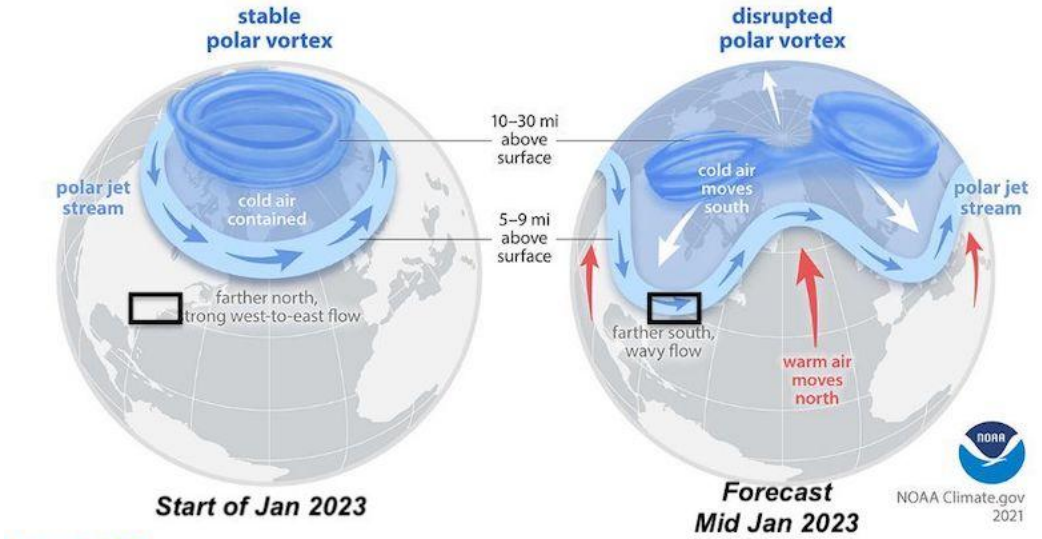 stable
polar vortex
disrupted
polar vortex
10–30 mi
above
surface
polar jet
stream
cold air
contained
5–9 mi
above
surface
farther north,
strong west-to-east flow
cold air
moves
south
polar jet
stream
farther south,
wavy flow
warm air
moves
north
Start of Jan 2023
Forecast
Mid Jan 2023
NOAA
NOAA Climate.gov
2021